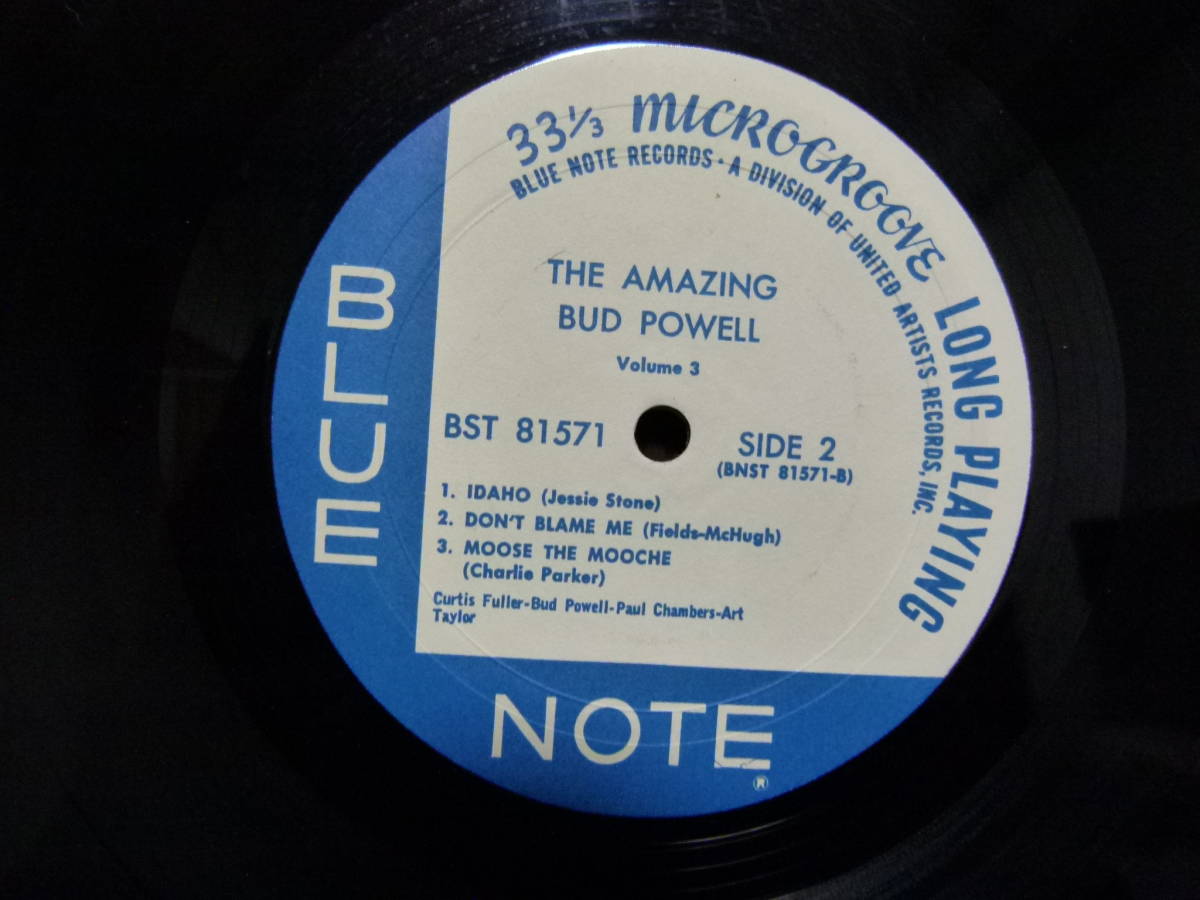 33⅓ MICROGROOVE LONG PLAYING
BLUE NOTE RECORDS · A DIVISION OF UNITED ARTISTS RECORDS, INC.
THE AMAZING
BUD POWELL
Volume 3
BST 81571
SIDE 2
(BNST 81571-B)
1. IDAHO (Jessie Stone)
2. DON'T BLAME ME (Fields-McHugh)
3. MOOSE THE MOOCHE
(Charlie Parker)
Curtis Fuller-Bud Powell-Paul Chambers-Art
Taylor
BLUE
NOTE
®